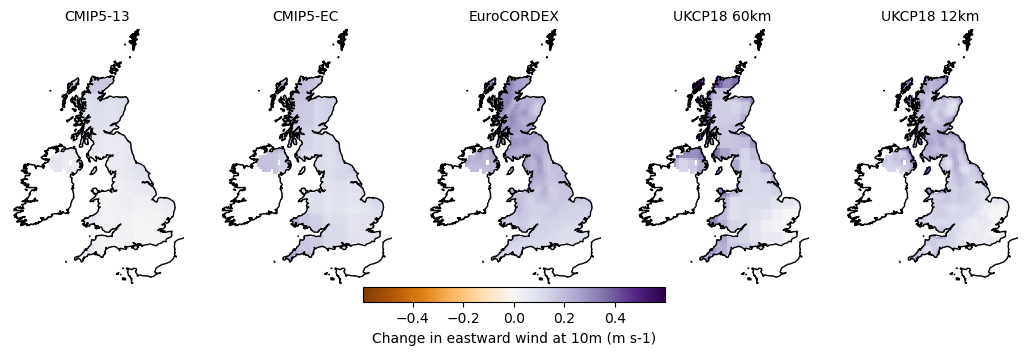 CMIP5-13 CMIP5-EC EuroCORDEX UKCP18 60km UKCP18 12km
−0.4 −0.2 0.0 0.2 0.4
Change in eastward wind at 10m (m s-1)